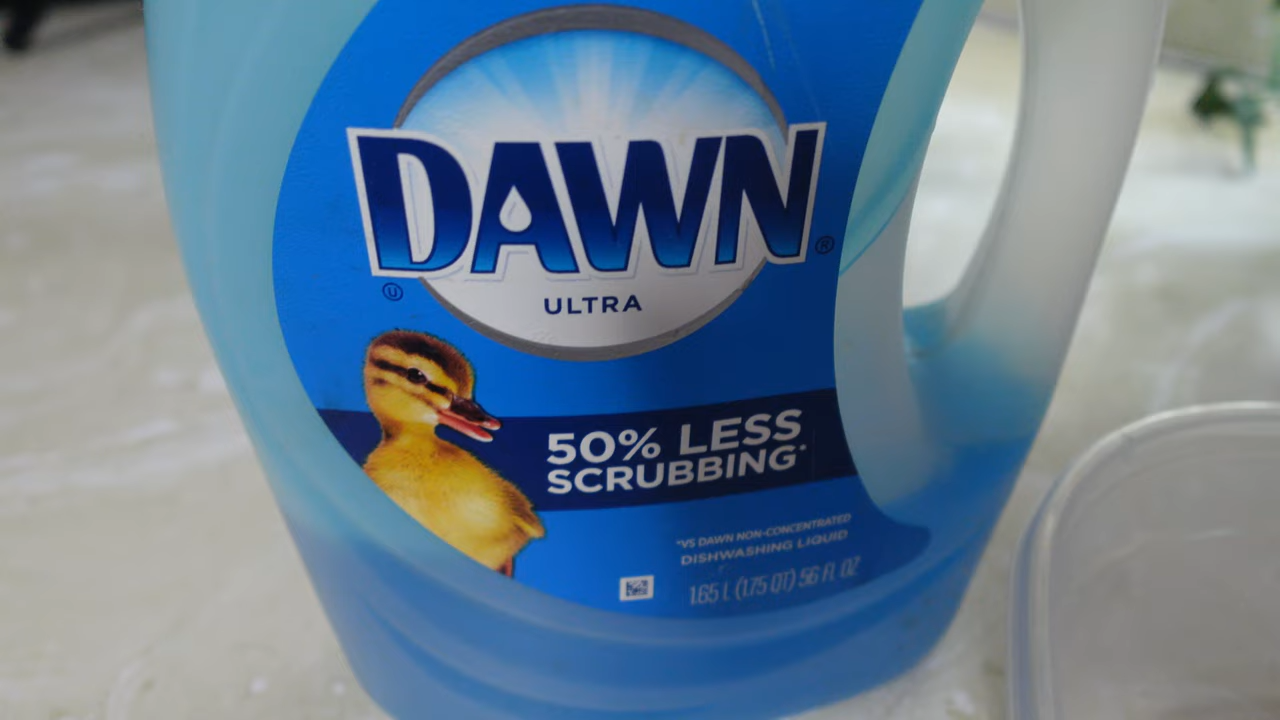 DAWN®
Ⓤ
ULTRA
50% LESS
SCRUBBING*
*VS DAWN NON-CONCENTRATED
DISHWASHING LIQUID
1.65 L (1.75 QT) 56 FL OZ